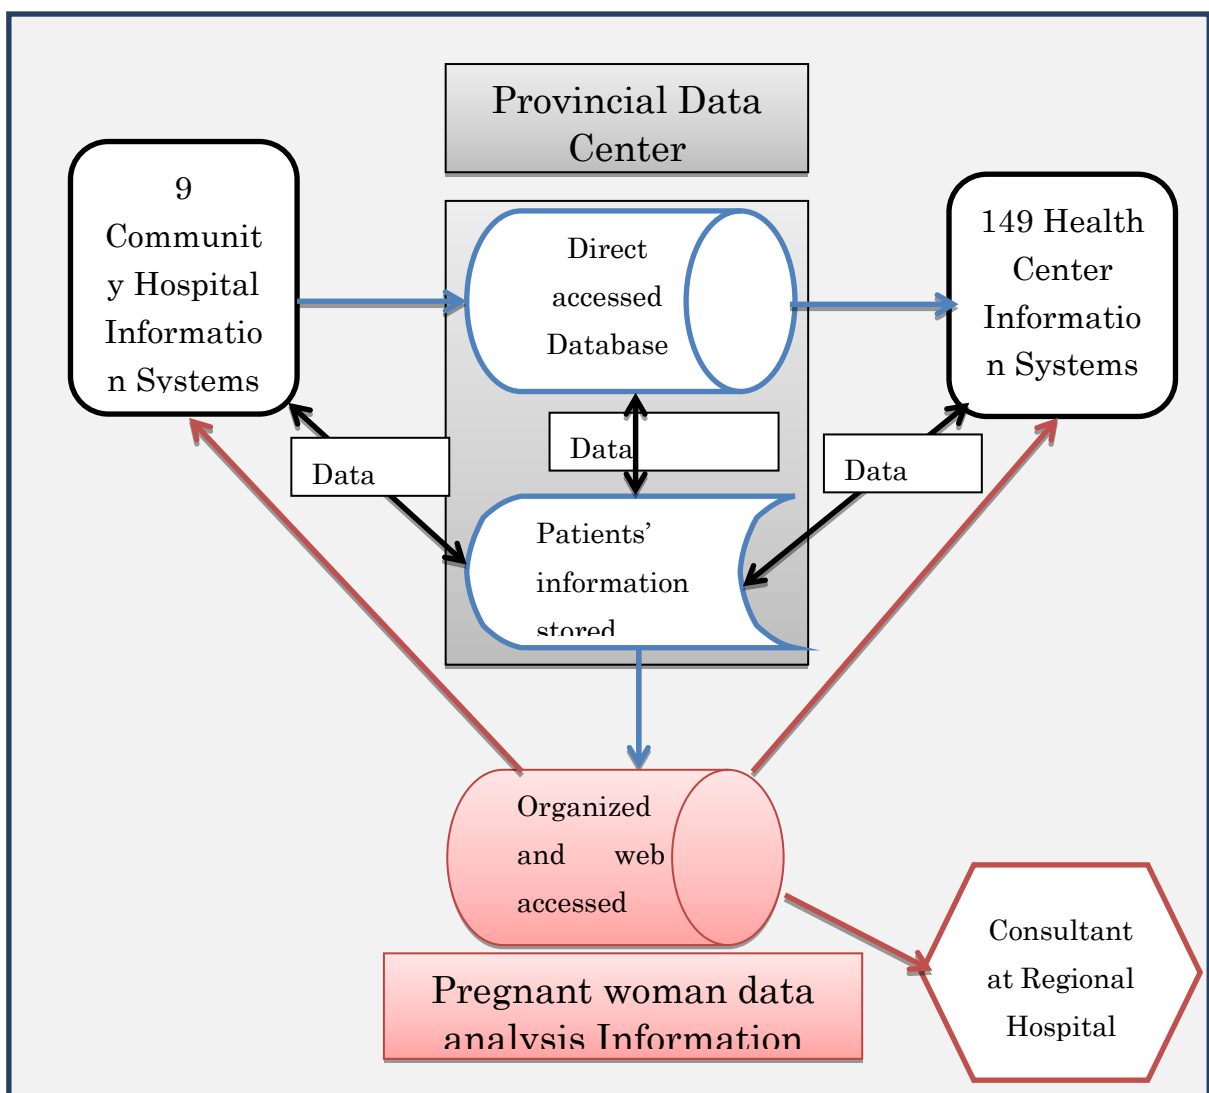 Provincial Data
Center
9
Communit
y Hospital
Informatio
n Systems
Direct
accessed
Database
149 Health
Center
Informatio
n Systems
Data
Data
Data
Patients’
information
stored
Organized
and web
accessed
Pregnant woman data
analysis Information
Consultant
at Regional
Hospital